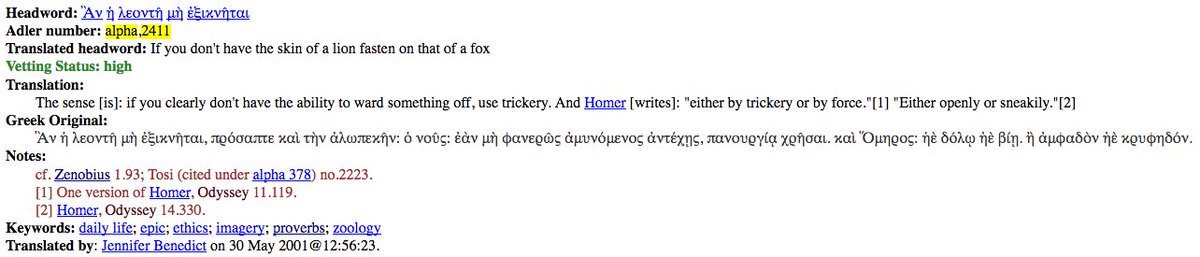 Headword: Ἂν ἡ λεοντῆ μὴ ἐξικνῆται
Adler number: alpha,2411
Translated headword: If you don't have the skin of a lion fasten on that of a fox
Vetting Status: high
Translation:
The sense [is]: if you clearly don't have the ability to ward something off, use trickery. And Homer [writes]: "either by trickery or by force."[1] "Either openly or sneakily."[2]
Greek Original:
Ἂν ἡ λεοντῆ μὴ ἐξικνῆται, πρόσαπτε καὶ τὴν ἀλωπεκῆν: ὁ νοῦς: ἐὰν μὴ φανερῶς ἀμυνόμενος ἀντέχῃς, πανουργίᾳ χρῆσαι. καὶ Ὅμηρος: ἠὲ δόλῳ ἠὲ βίῃ. ἢ ἀμφαδὸν ἠὲ κρυφηδόν.
Notes:
cf. Zenobius 1.93; Tosi (cited under alpha 378) no.2223.
[1] One version of Homer, Odyssey 11.119.
[2] Homer, Odyssey 14.330.
Keywords: daily life; epic; ethics; imagery; proverbs; zoology
Translated by: Jennifer Benedict on 30 May 2001@12:56:23.